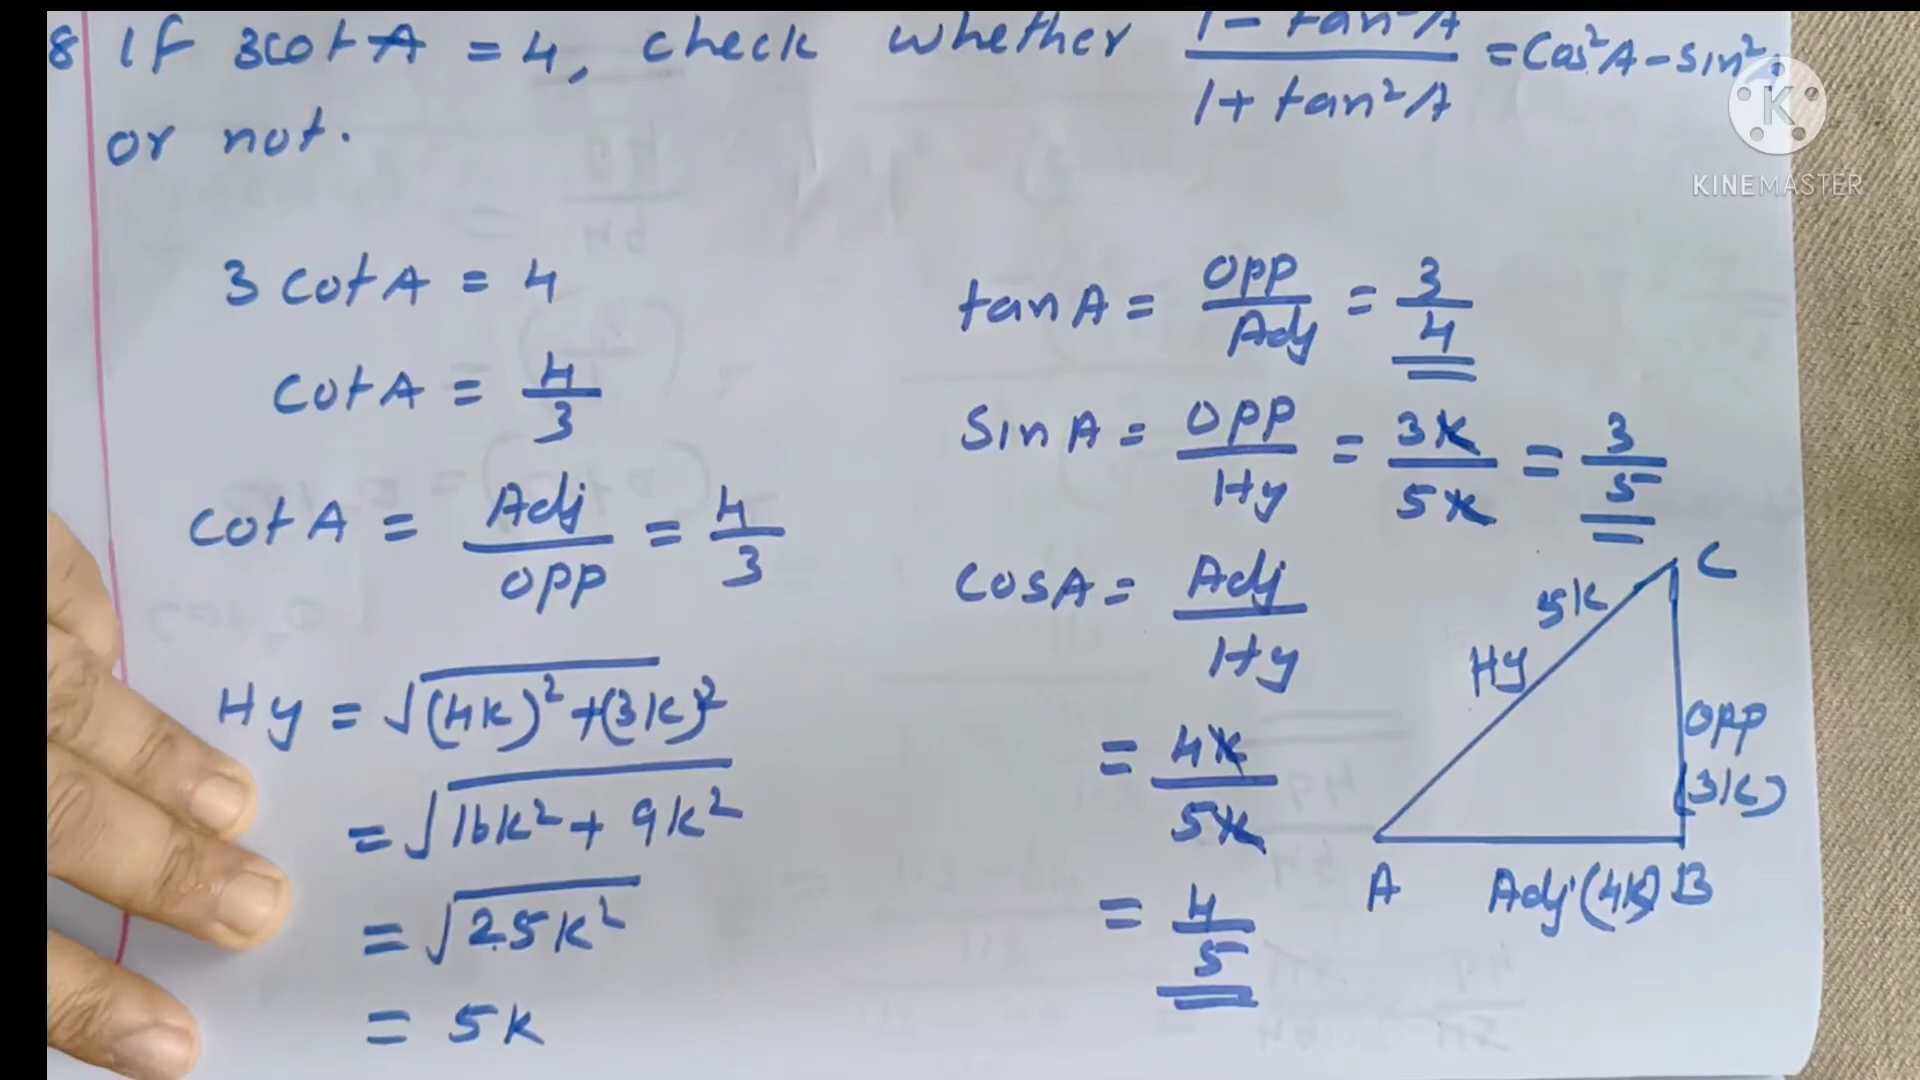 8 If 3cot A = 4, check whether (1 - tan²A)/(1 + tan²A) = Cos²A - sin²
or not.
KINEMASTER
3 cot A = 4
cot A = 4/3
cot A = Adj/opp = 4/3
Hy = √(4k)² + (3k)²
= √16k² + 9k²
= √25k²
= 5k
tan A = opp/Adj = 3/4
Sin A = opp/Hy = 3k/5k = 3/5
Cos A = Adj/Hy
= 4k/5k
= 4/5
C
5k
Hy
opp
(3k)
A Adj (4k) B